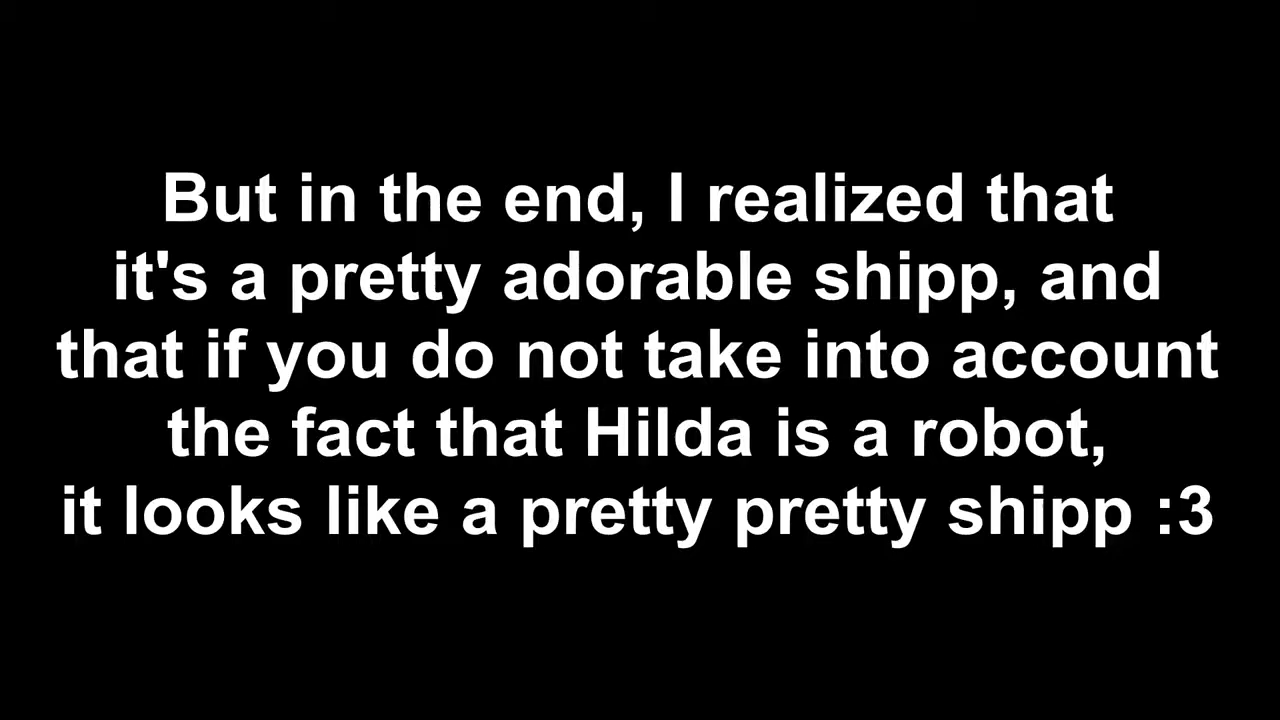 But in the end, I realized that
it's a pretty adorable shipp, and
that if you do not take into account
the fact that Hilda is a robot,
it looks like a pretty pretty shipp :3